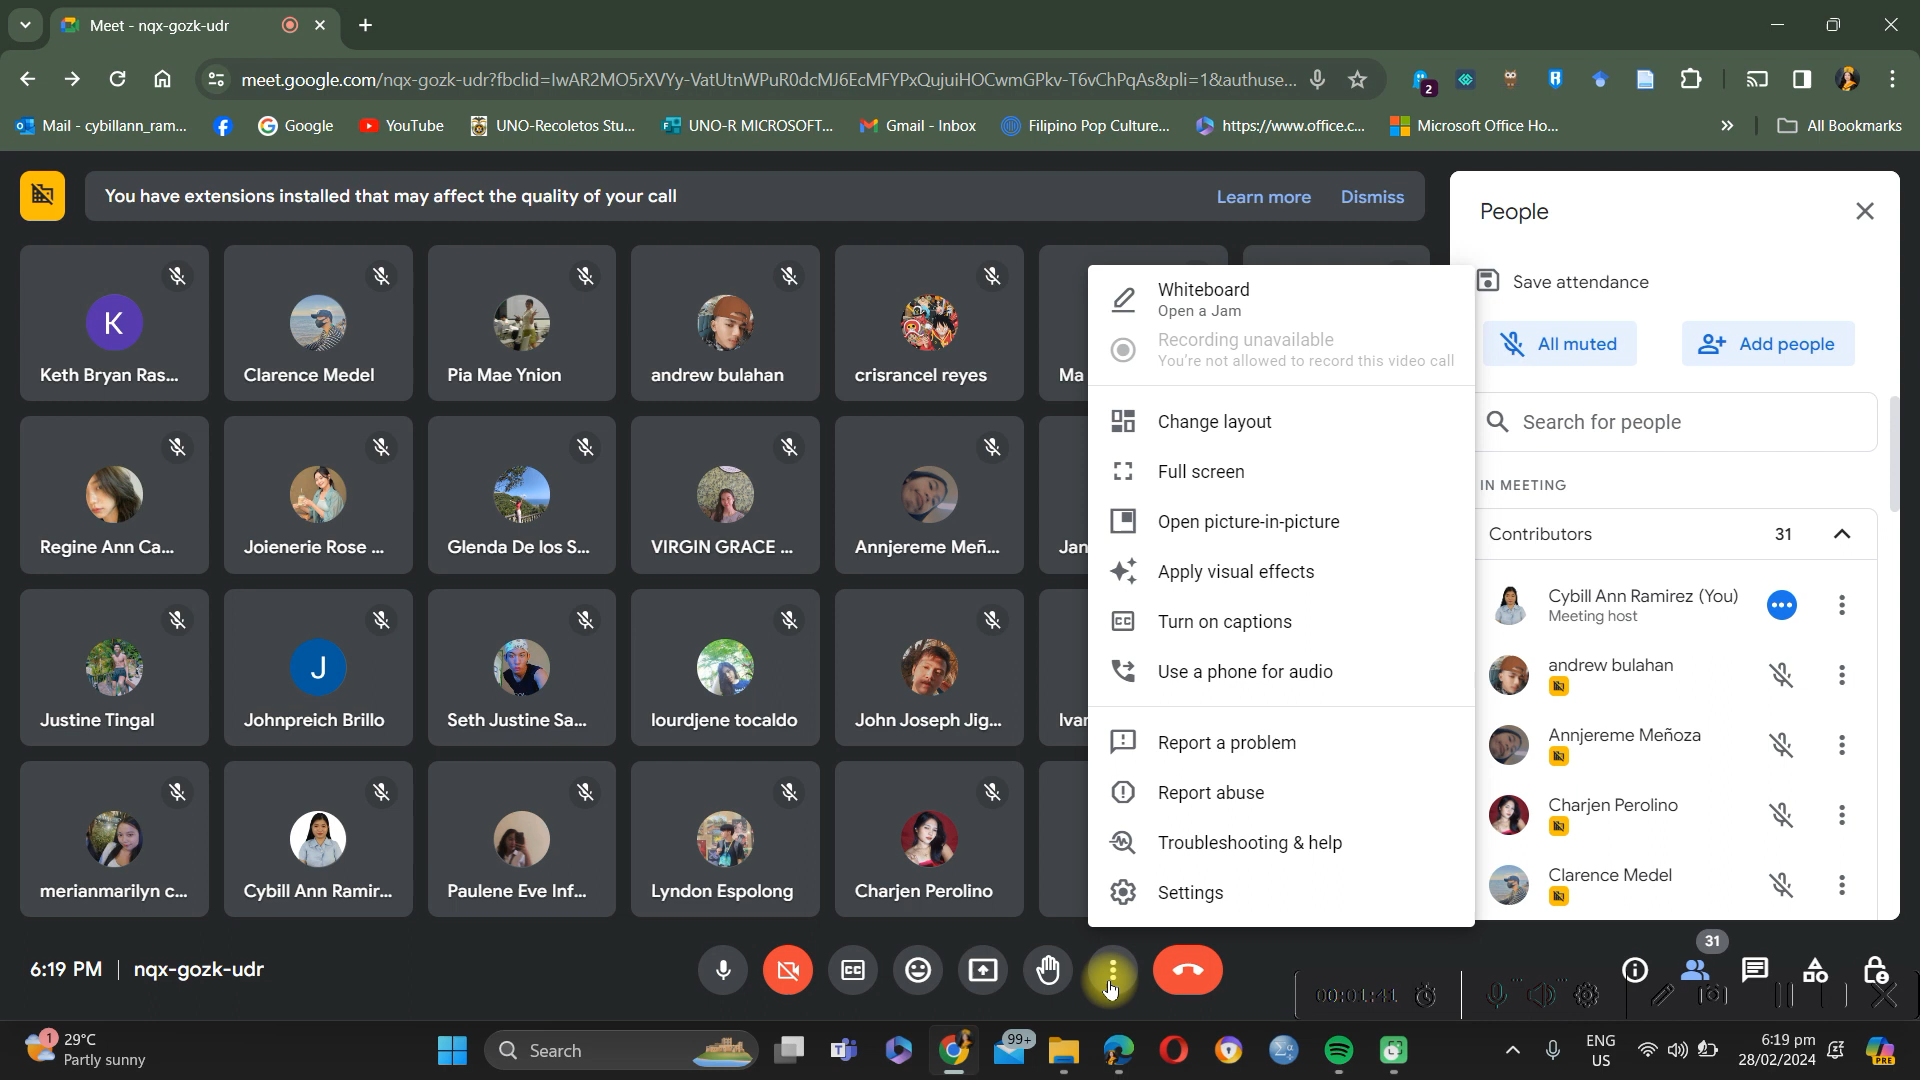 Meet - nqx-gozk-udr
meet.google.com/nqx-gozk-udr?fbclid=IwAR2MO5rXVYy-VatUtnWPuR0dcMJ6EcMFYPxQujuiHOCwmGPkv-T6vChPqAs&pli=1&authuse...
2
Mail - cybillann_ram...
Google
YouTube
UNO-Recoletos Stu...
UNO-R MICROSOFT...
Gmail - Inbox
Filipino Pop Culture...
https://www.office.c...
Microsoft Office Ho...
»
All Bookmarks
You have extensions installed that may affect the quality of your call
Learn more
Dismiss
K
Keth Bryan Ras...
Clarence Medel
Pia Mae Ynion
andrew bulahan
crisrancel reyes
Ma
Regine Ann Ca...
Joienerie Rose ...
Glenda De los S...
VIRGIN GRACE ...
Annjereme Meñ...
Jan
Justine Tingal
J
Johnpreich Brillo
Seth Justine Sa...
lourdjene tocaldo
John Joseph Jig...
Ivar
merianmarilyn c...
Cybill Ann Ramir...
Paulene Eve Inf...
Lyndon Espolong
Charjen Perolino
Whiteboard
Open a Jam
Recording unavailable
You're not allowed to record this video call
Change layout
Full screen
Open picture-in-picture
Apply visual effects
CC
Turn on captions
Use a phone for audio
Report a problem
Report abuse
Troubleshooting & help
Settings
People
Save attendance
All muted
Add people
Search for people
IN MEETING
Contributors
31
Cybill Ann Ramirez (You)
Meeting host
andrew bulahan
Annjereme Meñoza
Charjen Perolino
Clarence Medel
6:19 PM | nqx-gozk-udr
CC
31
00:01:41
1
29°C
Partly sunny
Search
99+
ENG
US
6:19 pm
28/02/2024
PRE